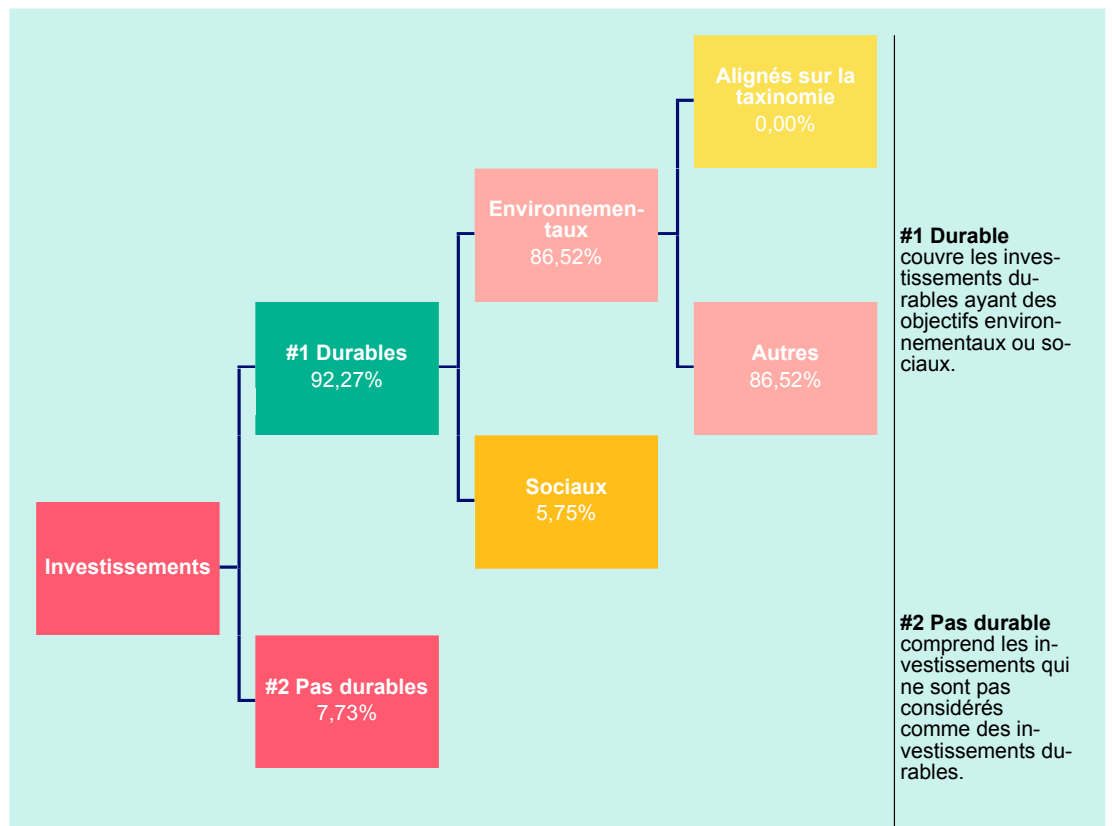 Alignés sur la
taxinomie
0,00%
Environnemen-
taux
86,52%
#1 Durables
92,27%
Autres
86,52%
Sociaux
5,75%
Investissements
#2 Pas durables
7,73%
#1 Durable
couvre les inves-
tissements du-
rables ayant des
objectifs environ-
nementaux ou so-
ciaux.
#2 Pas durable
comprend les in-
vestissements qui
ne sont pas
considérés
comme des in-
vestissements du-
rables.